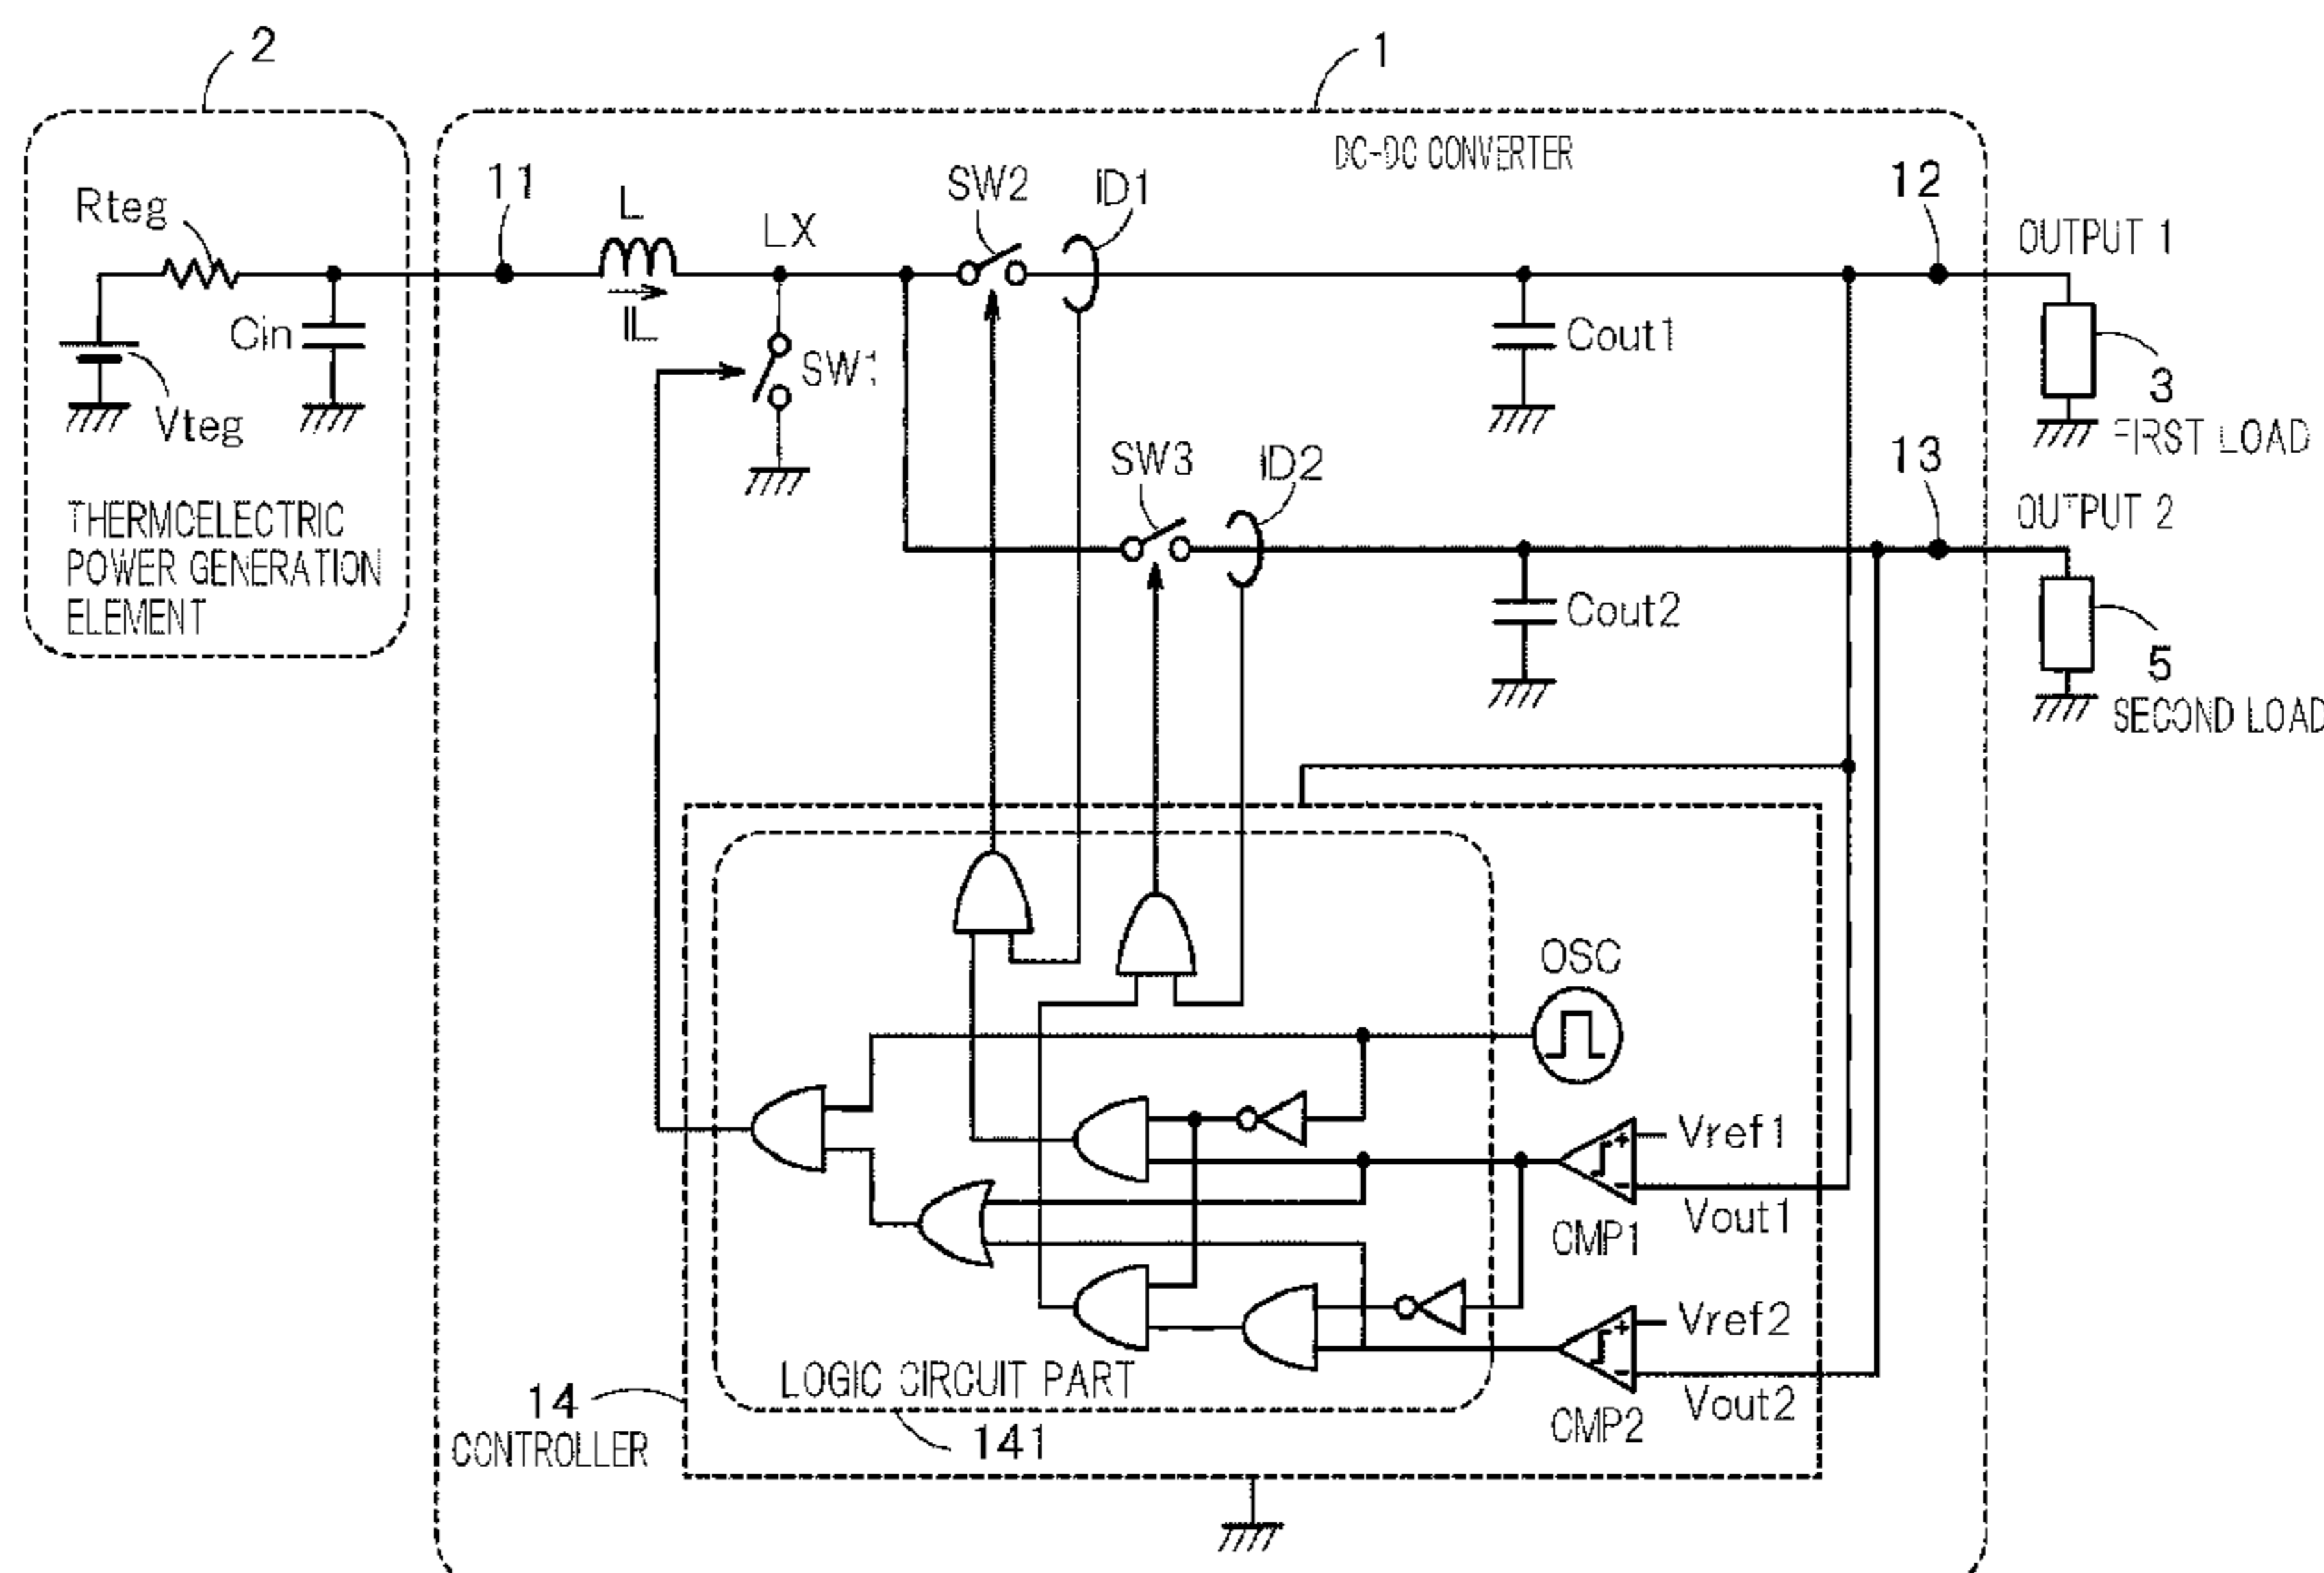 2
1
DC-DC CONVERTER
Rteg
11
L
LX
SW2
ID1
12
OUTPUT 1
IL
Cin
SW1
Cout1
3
Vteg
FIRST LOAD
SW3
ID2
13
OUTPUT 2
THERMOELECTRIC
POWER GENERATION
ELEMENT
Cout2
5
SECOND LOAD
OSC
Vref1
Vout1
CMP1
Vref2
Vout2
CMP2
LOGIC CIRCUIT PART
14
CONTROLLER
141